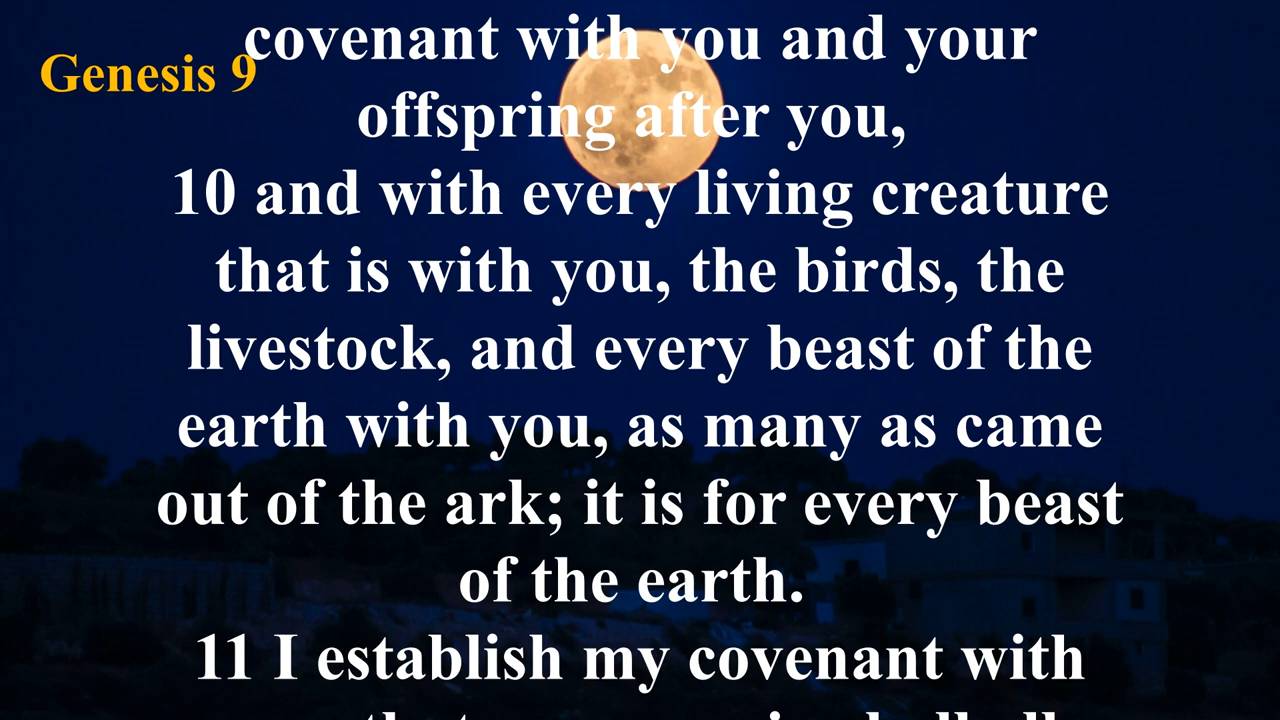 Genesis 9
covenant with you and your
offspring after you,
10 and with every living creature
that is with you, the birds, the
livestock, and every beast of the
earth with you, as many as came
out of the ark; it is for every beast
of the earth.
11 I establish my covenant with